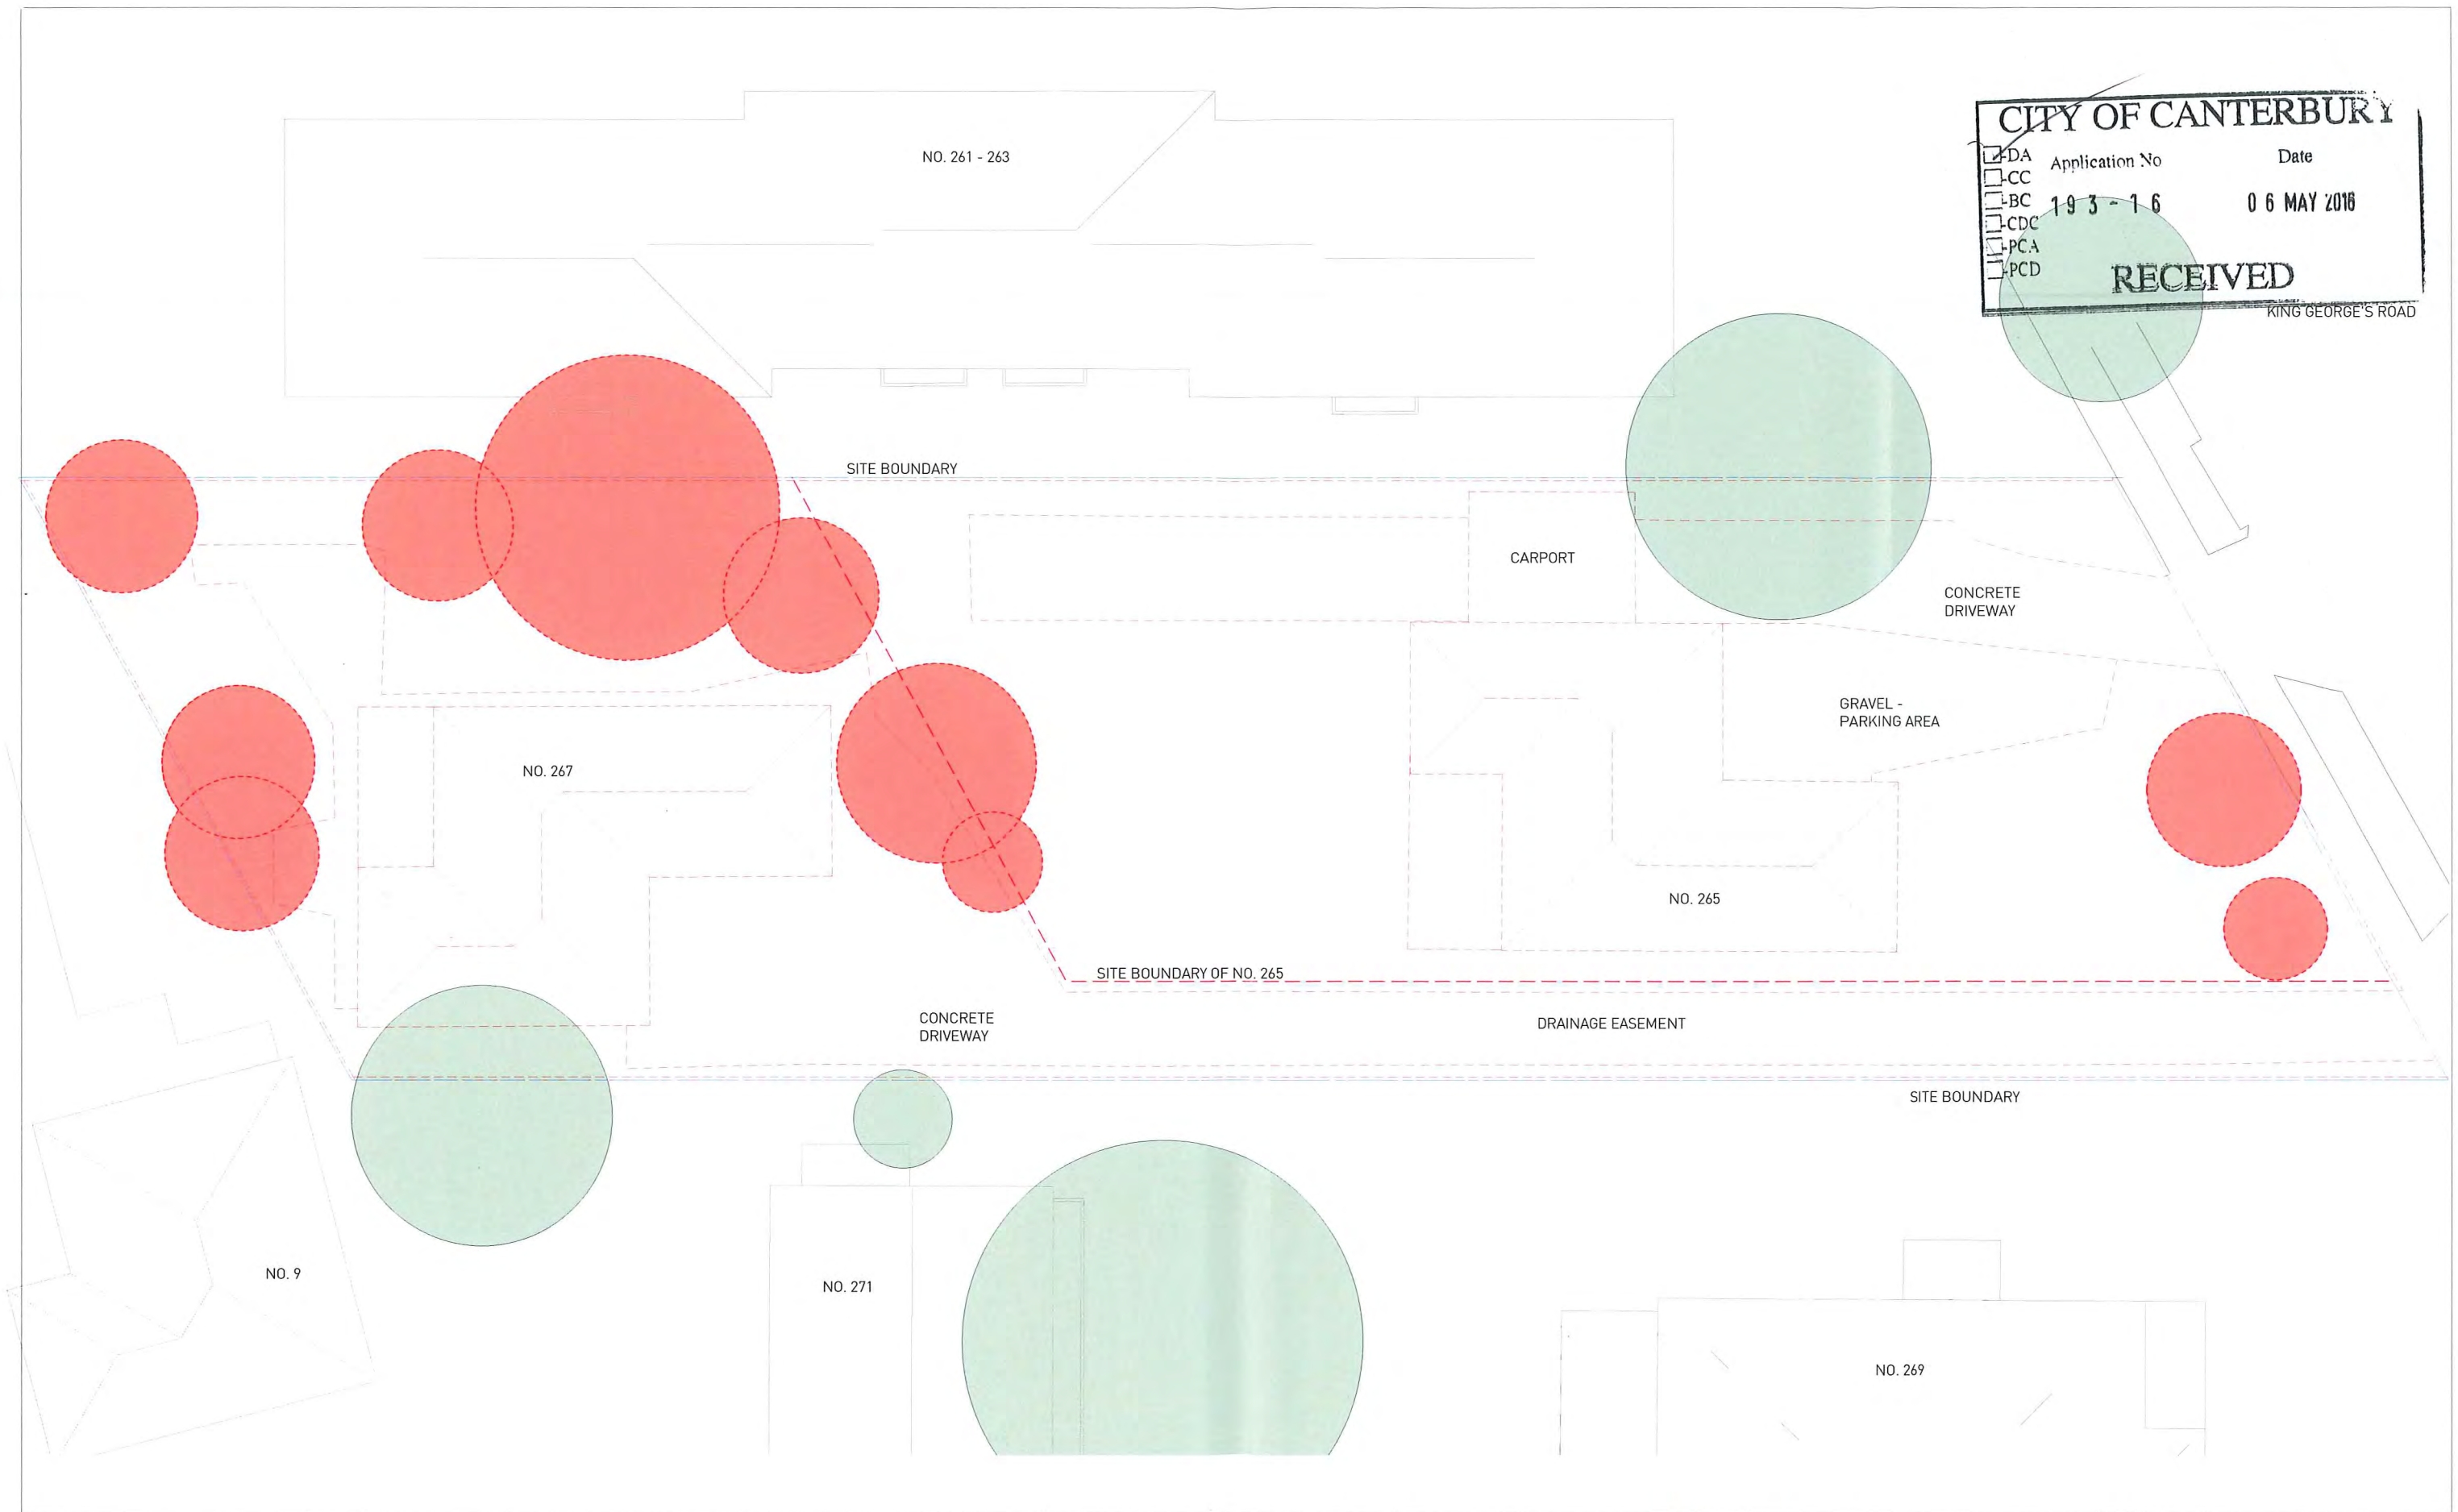 CITY OF CANTERBURY
DA
CC
BC
CDC
PCA
PCD
Application No
Date
193-16
06 MAY 2016
RECEIVED
KING GEORGE'S ROAD
NO. 261 - 263
SITE BOUNDARY
CARPORT
CONCRETE
DRIVEWAY
GRAVEL -
PARKING AREA
NO. 267
NO. 265
SITE BOUNDARY OF NO. 265
CONCRETE
DRIVEWAY
DRAINAGE EASEMENT
SITE BOUNDARY
NO. 9
NO. 271
NO. 269